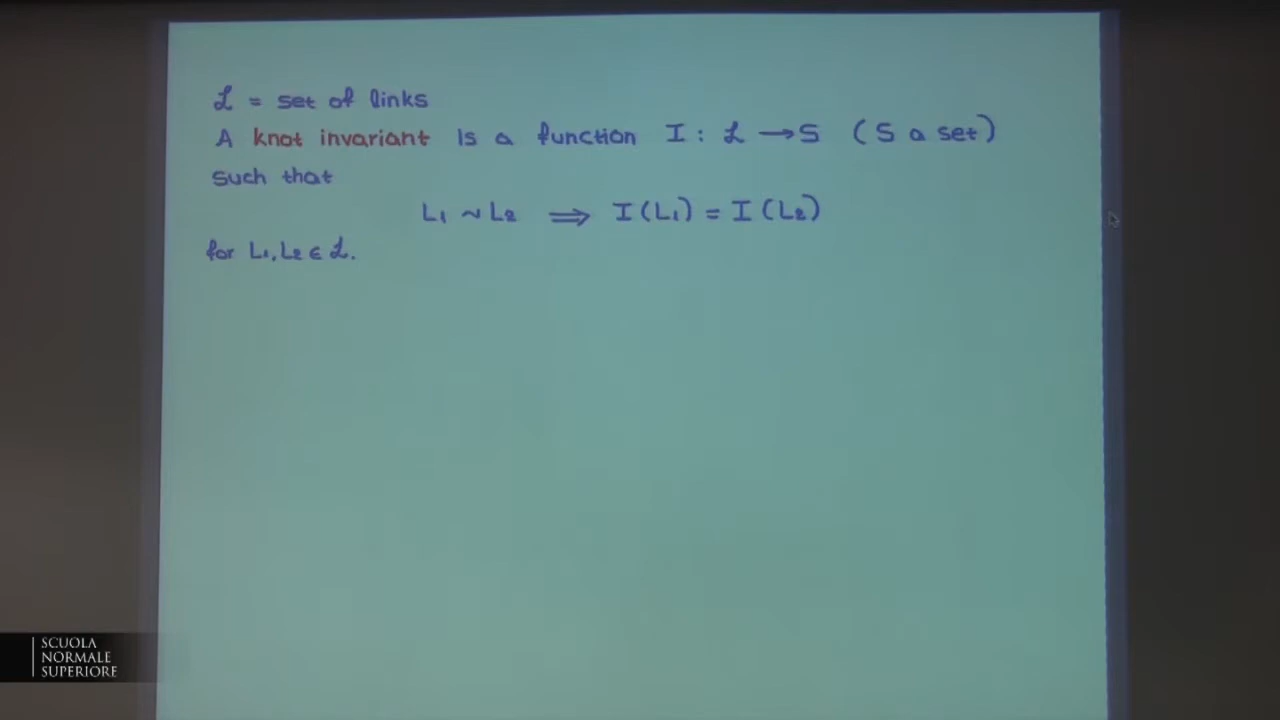 ℒ = set of links
A knot invariant is a function I : ℒ → S ( S a set )
such that
L₁ ~ L₂ ⟹ I(L₁) = I(L₂)
for L₁, L₂ ∈ ℒ.
SCUOLA
NORMALE
SUPERIORE